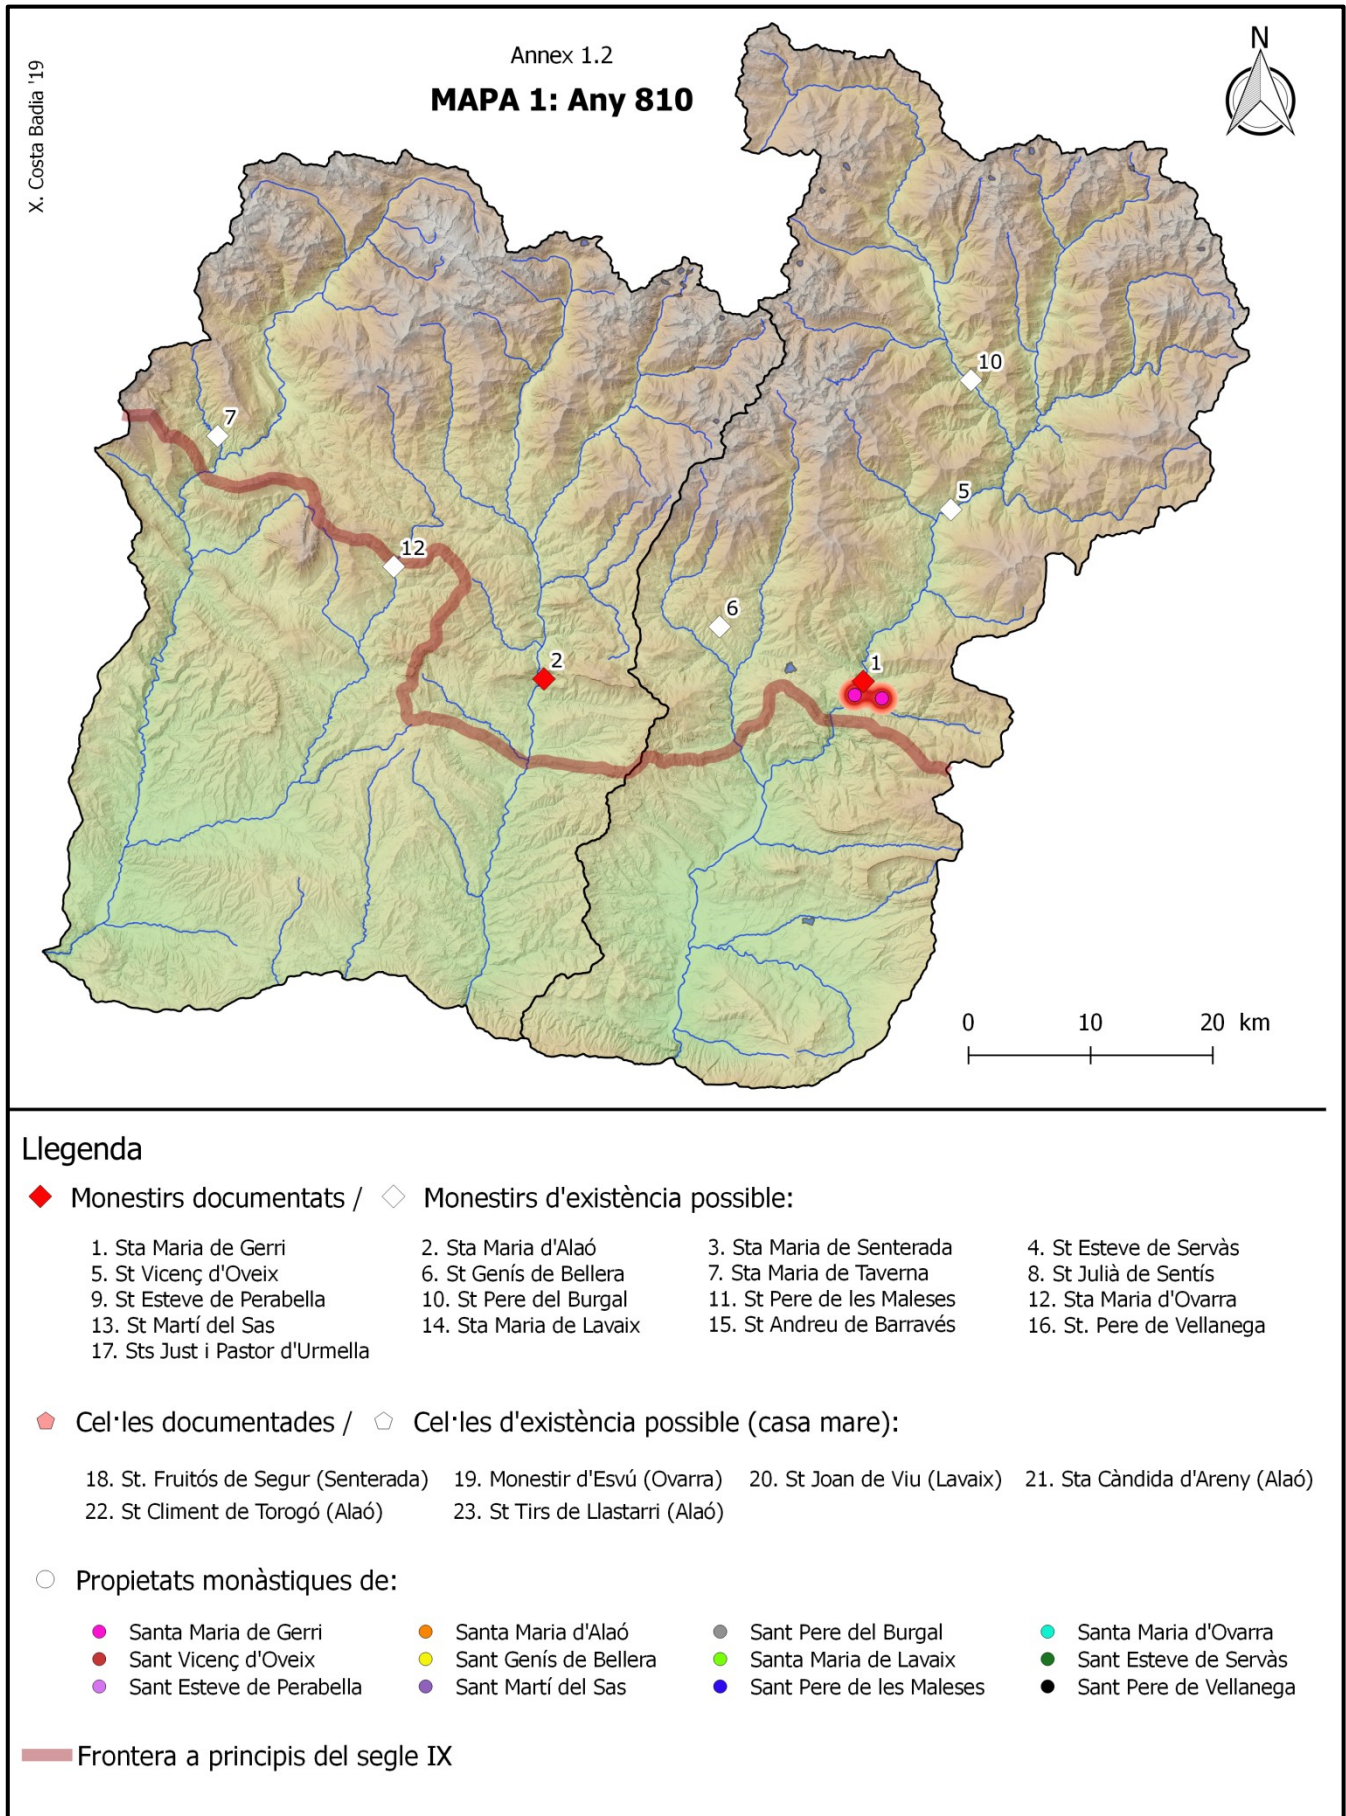 X. Costa Badia '19
Annex 1.2
MAPA 1: Any 810
N
10
7
5
12
6
2
1
0 10 20 km
Llegenda
Monestirs documentats / Monestirs d'existència possible:
1. Sta Maria de Gerri 2. Sta Maria d'Alaó 3. Sta Maria de Senterada 4. St Esteve de Servàs
5. St Vicenç d'Oveix 6. St Genís de Bellera 7. Sta Maria de Taverna 8. St Julià de Sentís
9. St Esteve de Perabella 10. St Pere del Burgal 11. St Pere de les Maleses 12. Sta Maria d'Ovarra
13. St Martí del Sas 14. Sta Maria de Lavaix 15. St Andreu de Barravés 16. St. Pere de Vellanega
17. Sts Just i Pastor d'Urmella
Cel·les documentades / Cel·les d'existència possible (casa mare):
18. St. Fruitós de Segur (Senterada) 19. Monestir d'Esvú (Ovarra) 20. St Joan de Viu (Lavaix) 21. Sta Càndida d'Areny (Alaó)
22. St Climent de Torogó (Alaó) 23. St Tirs de Llastarri (Alaó)
Propietats monàstiques de:
Santa Maria de Gerri Santa Maria d'Alaó Sant Pere del Burgal Santa Maria d'Ovarra
Sant Vicenç d'Oveix Sant Genís de Bellera Santa Maria de Lavaix Sant Esteve de Servàs
Sant Esteve de Perabella Sant Martí del Sas Sant Pere de les Maleses Sant Pere de Vellanega
Frontera a principis del segle IX